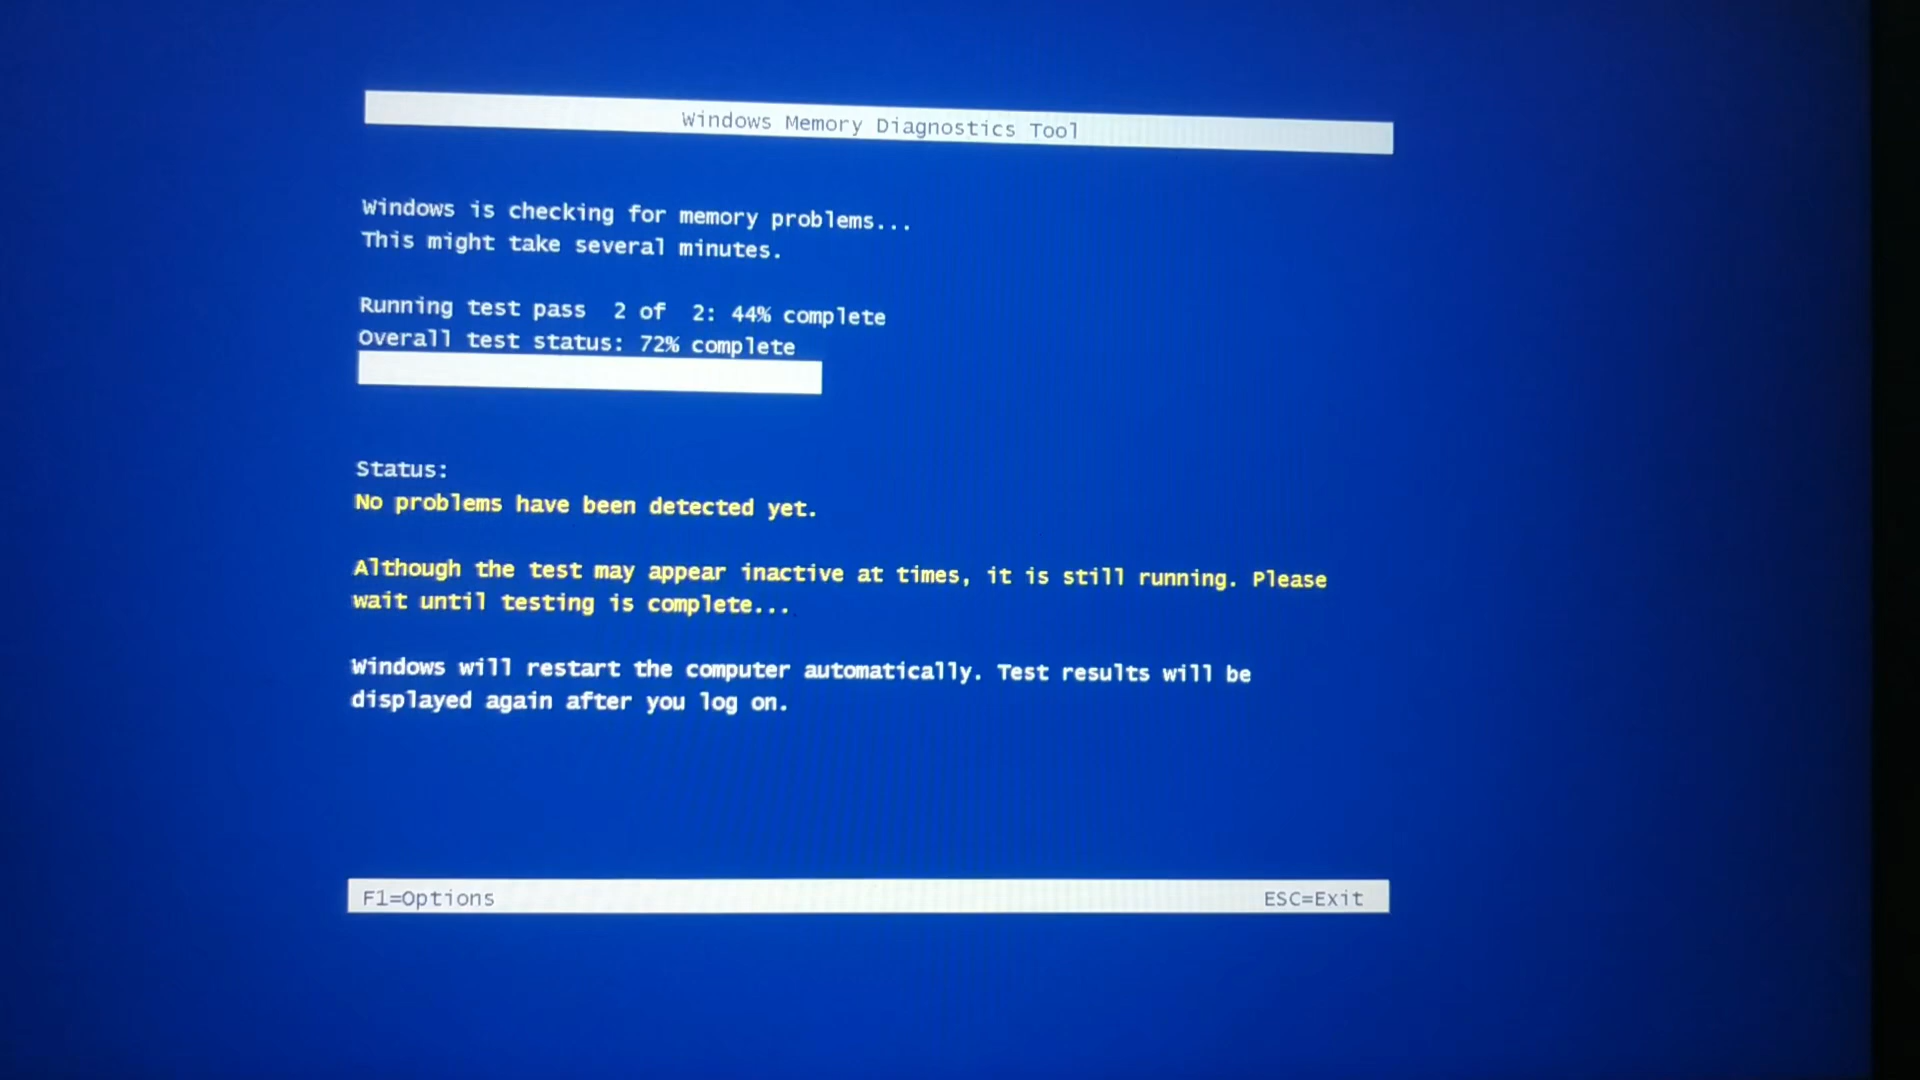 Windows Memory Diagnostics Tool
Windows is checking for memory problems...
This might take several minutes.
Running test pass  2 of  2: 44% complete
Overall test status: 72% complete
Status:
No problems have been detected yet.
Although the test may appear inactive at times, it is still running. Please
wait until testing is complete...
Windows will restart the computer automatically. Test results will be
displayed again after you log on.
F1=Options ESC=Exit